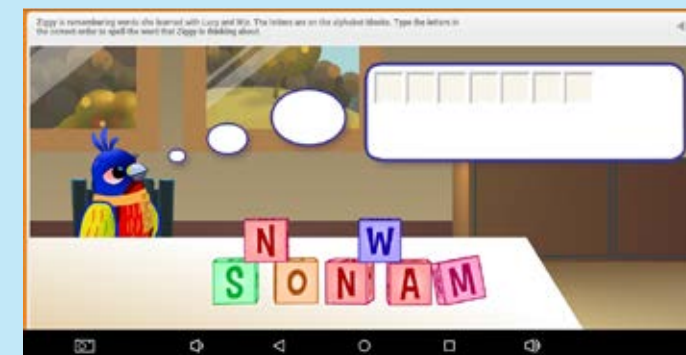 Ziggy is remembering words she learned with Lucy and Nje. The letters are on the alphabet blocks. Type the letters in
the correct order to spell the word that Ziggy is thinking about.
N W
S O N A M